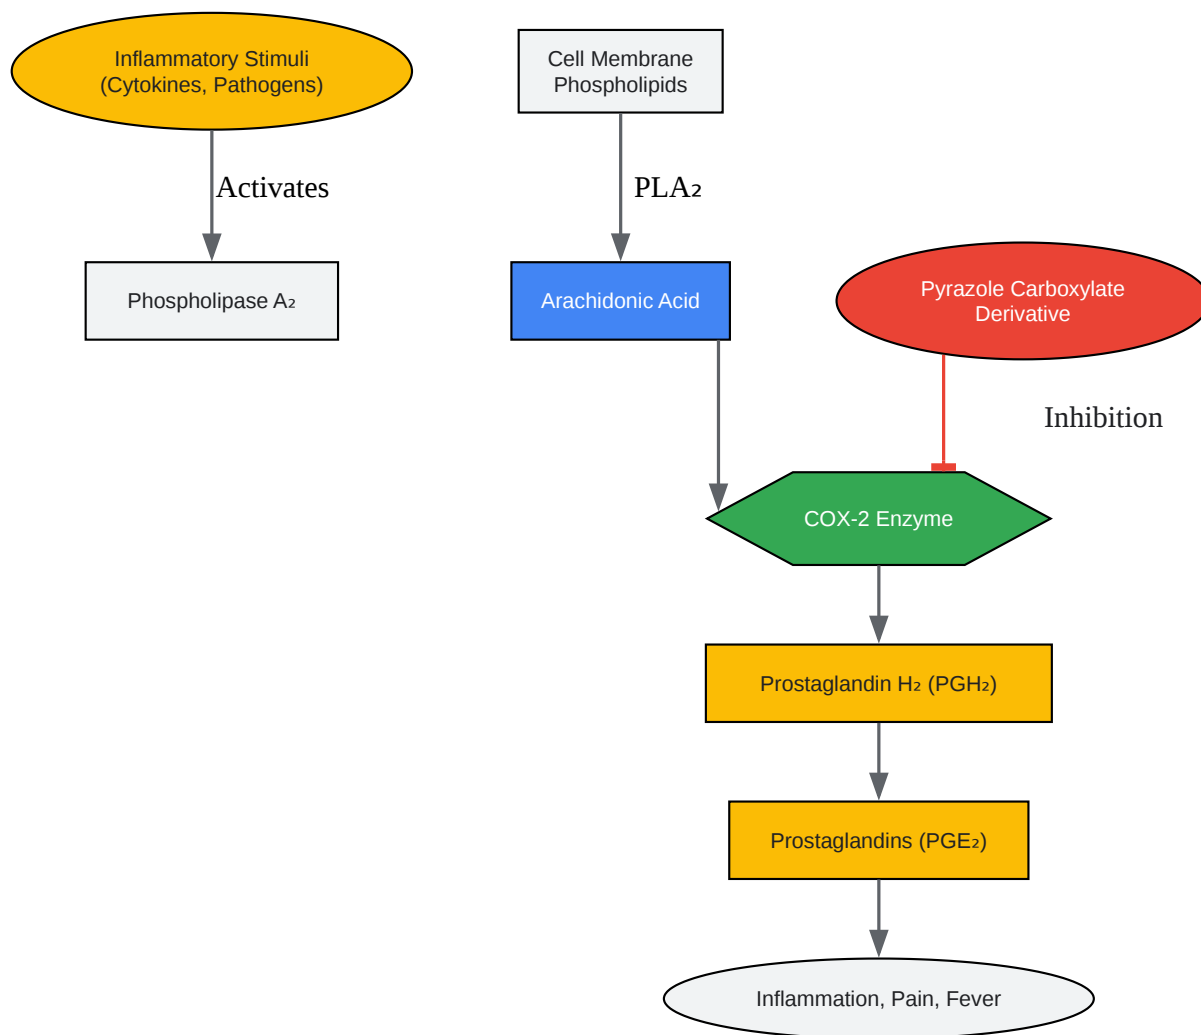 Inflammatory Stimuli
(Cytokines, Pathogens)
Cell Membrane
Phospholipids
Activates
PLA₂
Phospholipase A₂
Arachidonic Acid
Pyrazole Carboxylate
Derivative
Inhibition
COX-2 Enzyme
Prostaglandin H₂ (PGH₂)
Prostaglandins (PGE₂)
Inflammation, Pain, Fever